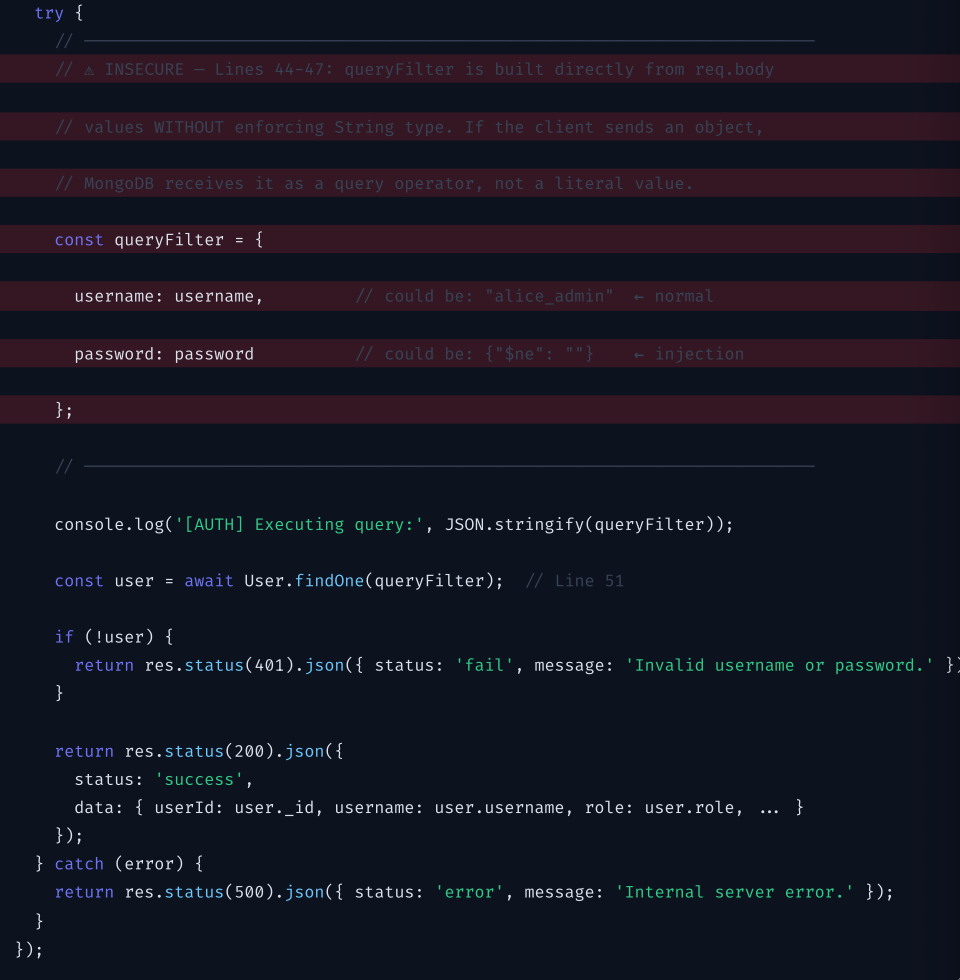 try {
// ─────────────────────────────────────────────────────────────────────────
// ⚠ INSECURE — Lines 44-47: queryFilter is built directly from req.body
// values WITHOUT enforcing String type. If the client sends an object,
// MongoDB receives it as a query operator, not a literal value.
const queryFilter = {
username: username, // could be: "alice_admin" ← normal
password: password // could be: {"$ne": ""} ← injection
};
// ─────────────────────────────────────────────────────────────────────────
console.log('[AUTH] Executing query:', JSON.stringify(queryFilter));
const user = await User.findOne(queryFilter); // Line 51
if (!user) {
return res.status(401).json({ status: 'fail', message: 'Invalid username or password.' })
}
return res.status(200).json({
status: 'success',
data: { userId: user._id, username: user.username, role: user.role, ... }
});
} catch (error) {
return res.status(500).json({ status: 'error', message: 'Internal server error.' });
}
});